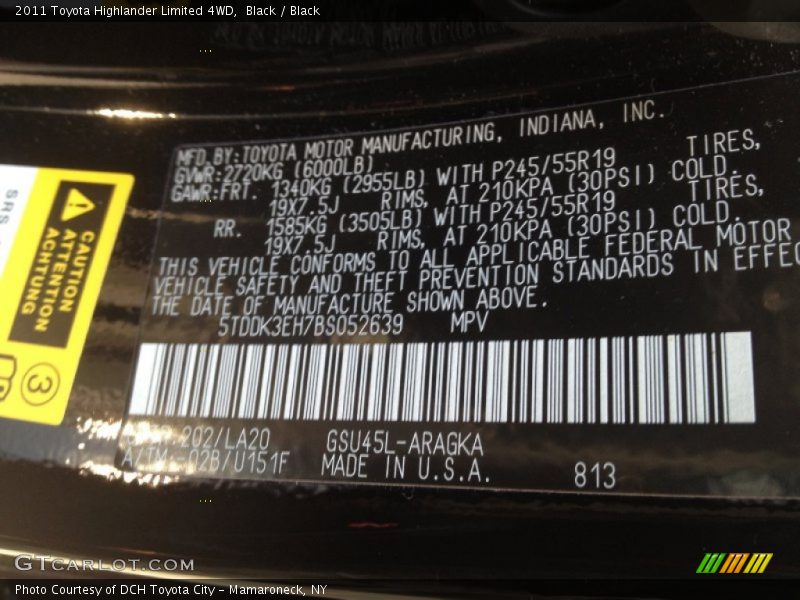 2011 Toyota Highlander Limited 4WD, Black / Black
MFD.BY:TOYOTA MOTOR MANUFACTURING, INDIANA, INC.
GVWR:2720KG (6000LB)
GAWR:FRT. 1340KG (2955LB) WITH P245/55R19 TIRES,
19X7.5J RIMS, AT 210KPA (30PSI) COLD.
RR. 1585KG (3505LB) WITH P245/55R19 TIRES,
19X7.5J RIMS, AT 210KPA (30PSI) COLD.
THIS VEHICLE CONFORMS TO ALL APPLICABLE FEDERAL MOTOR
VEHICLE SAFETY AND THEFT PREVENTION STANDARDS IN EFFEC
THE DATE OF MANUFACTURE SHOWN ABOVE.
5TDDK3EH7BS052639 MPV
202/LA20 GSU45L-ARAGKA
A/TM -02B/U151F MADE IN U.S.A. 813
SRS
CAUTION
ATTENTION
ACHTUNG
3
GTCARLOT.COM
Photo Courtesy of DCH Toyota City - Mamaroneck, NY